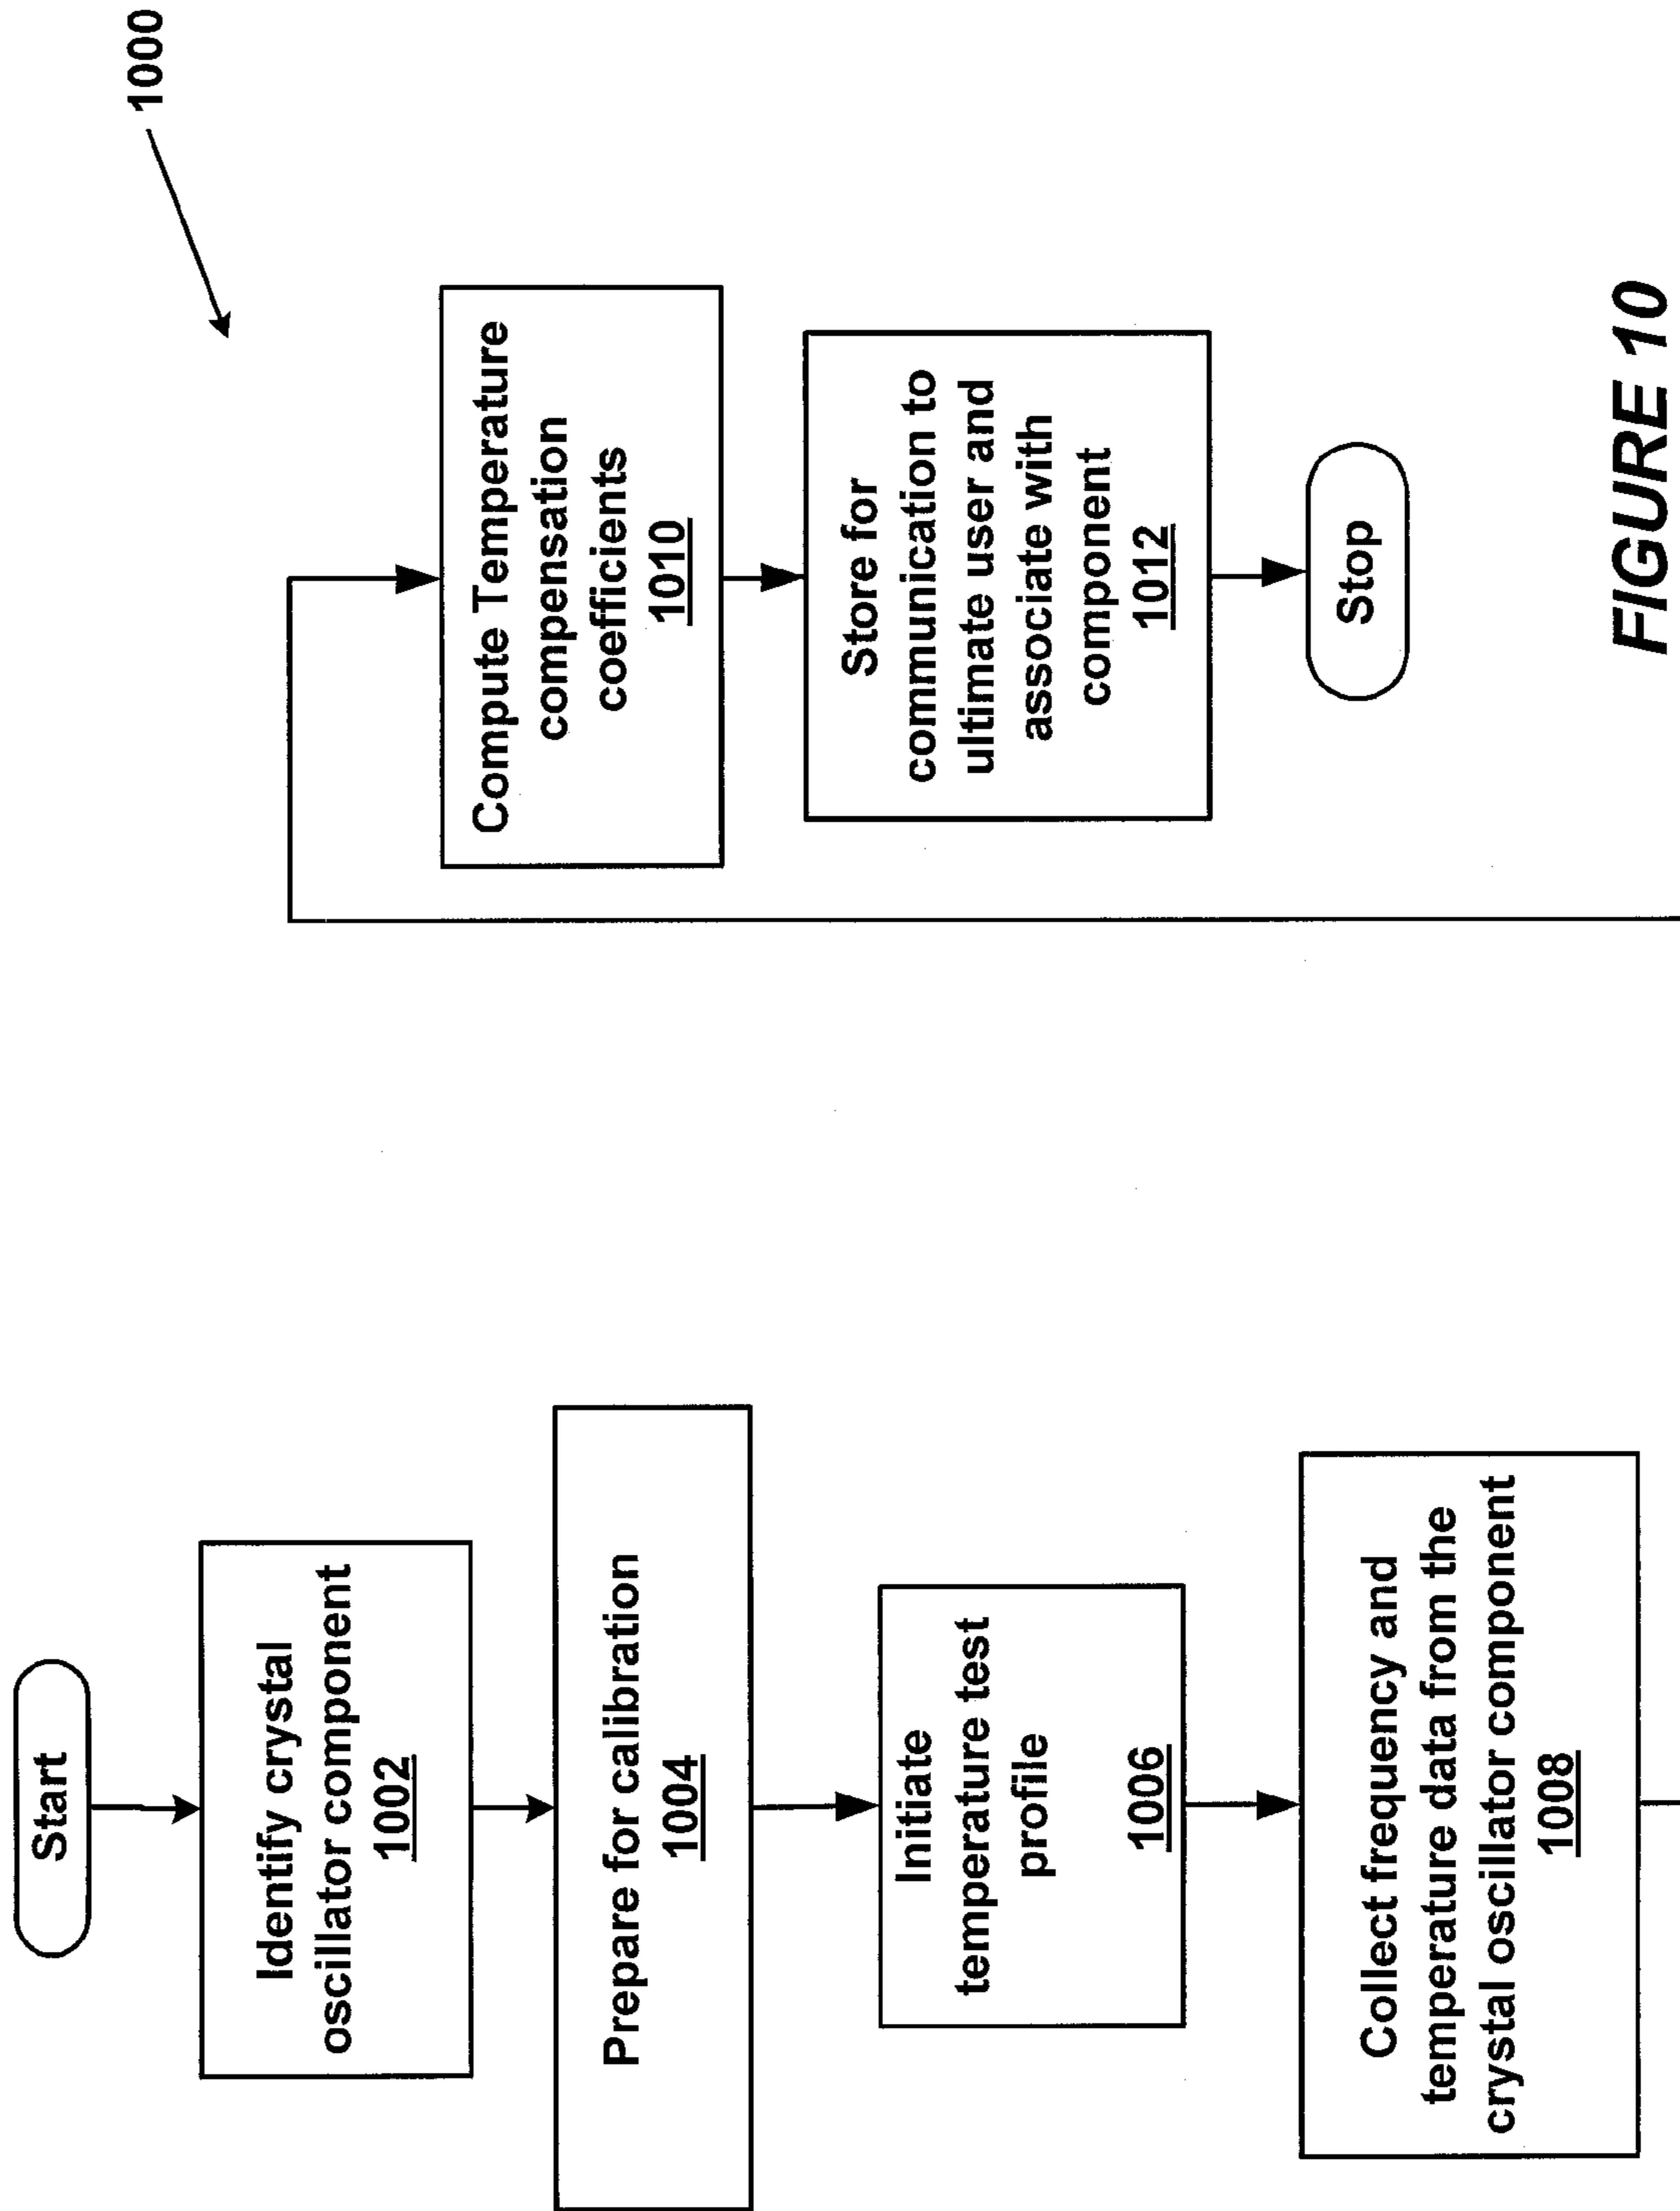 Start
Identify crystal
oscillator component
1002
Prepare for calibration
1004
Initiate
temperature test
profile
1006
Collect frequency and
temperature data from the
crystal oscillator component
1008
1000
Compute Temperature
compensation
coefficients
1010
Store for
communication to
ultimate user and
associate with
component
1012
Stop
FIGURE 10